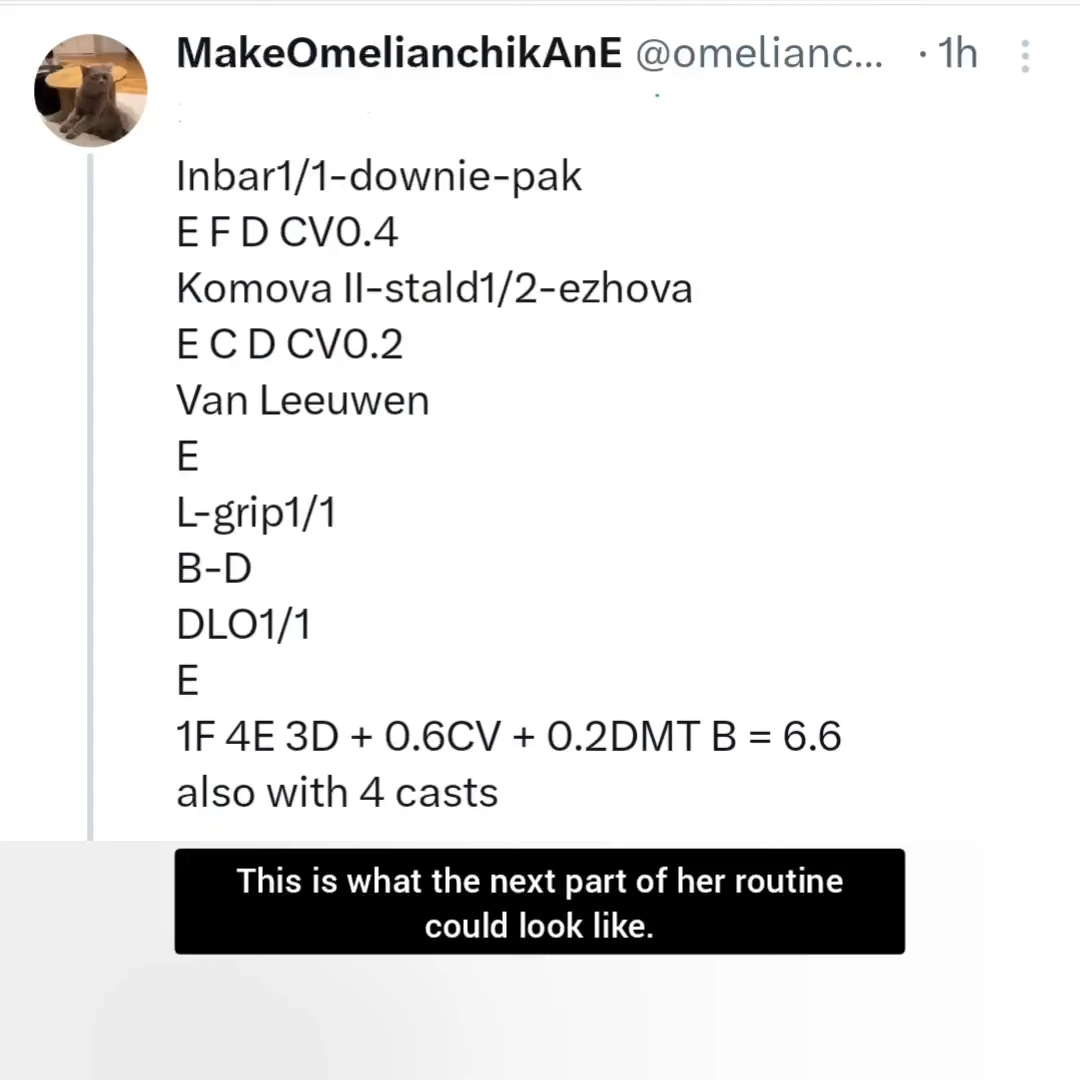 MakeOmelianchikAnE @omelianc... · 1h
Inbar1/1-downie-pak
E F D CV0.4
Komova II-stald1/2-ezhova
E C D CV0.2
Van Leeuwen
E
L-grip1/1
B-D
DLO1/1
E
1F 4E 3D + 0.6CV + 0.2DMT B = 6.6
also with 4 casts
This is what the next part of her routine
could look like.